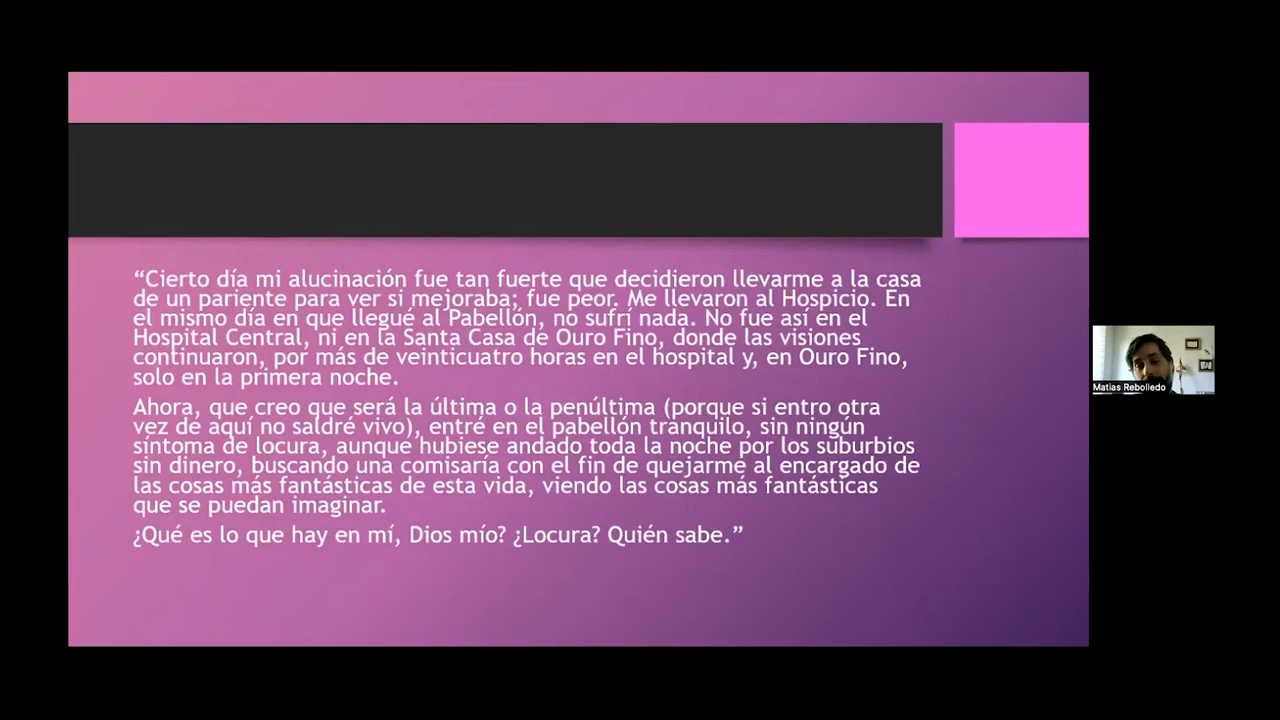 “Cierto día mi alucinación fue tan fuerte que decidieron llevarme a la casa
de un pariente para ver si mejoraba; fue peor. Me llevaron al Hospicio. En
el mismo día en que llegué al Pabellón, no sufrí nada. No fue así en el
Hospital Central, ni en la Santa Casa de Ouro Fino, donde las visiones
continuaron, por más de veinticuatro horas en el hospital y, en Ouro Fino,
solo en la primera noche.
Ahora, que creo que será la última o la penúltima (porque si entro otra
vez de aquí no saldré vivo), entré en el pabellón tranquilo, sin ningún
síntoma de locura, aunque hubiese andado toda la noche por los suburbios
sin dinero, buscando una comisaría con el fin de quejarme al encargado de
las cosas más fantásticas de esta vida, viendo las cosas más fantásticas
que se puedan imaginar.
¿Qué es lo que hay en mí, Dios mío? ¿Locura? Quién sabe.”
Matias Rebolledo